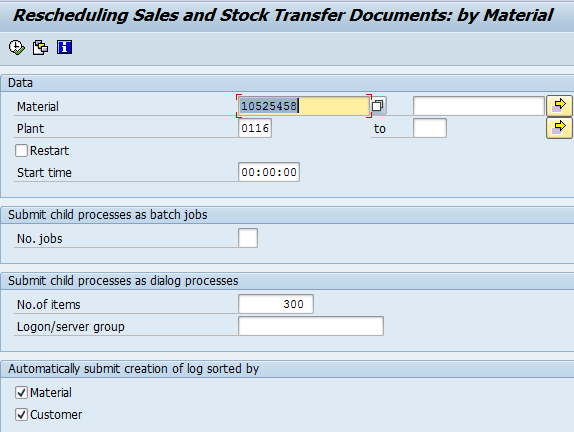 Rescheduling Sales and Stock Transfer Documents: by Material
Data
Material 10525458
Plant 0116 to
Restart
Start time 00:00:00
Submit child processes as batch jobs
No. jobs
Submit child processes as dialog processes
No.of items 300
Logon/server group
Automatically submit creation of log sorted by
Material
Customer